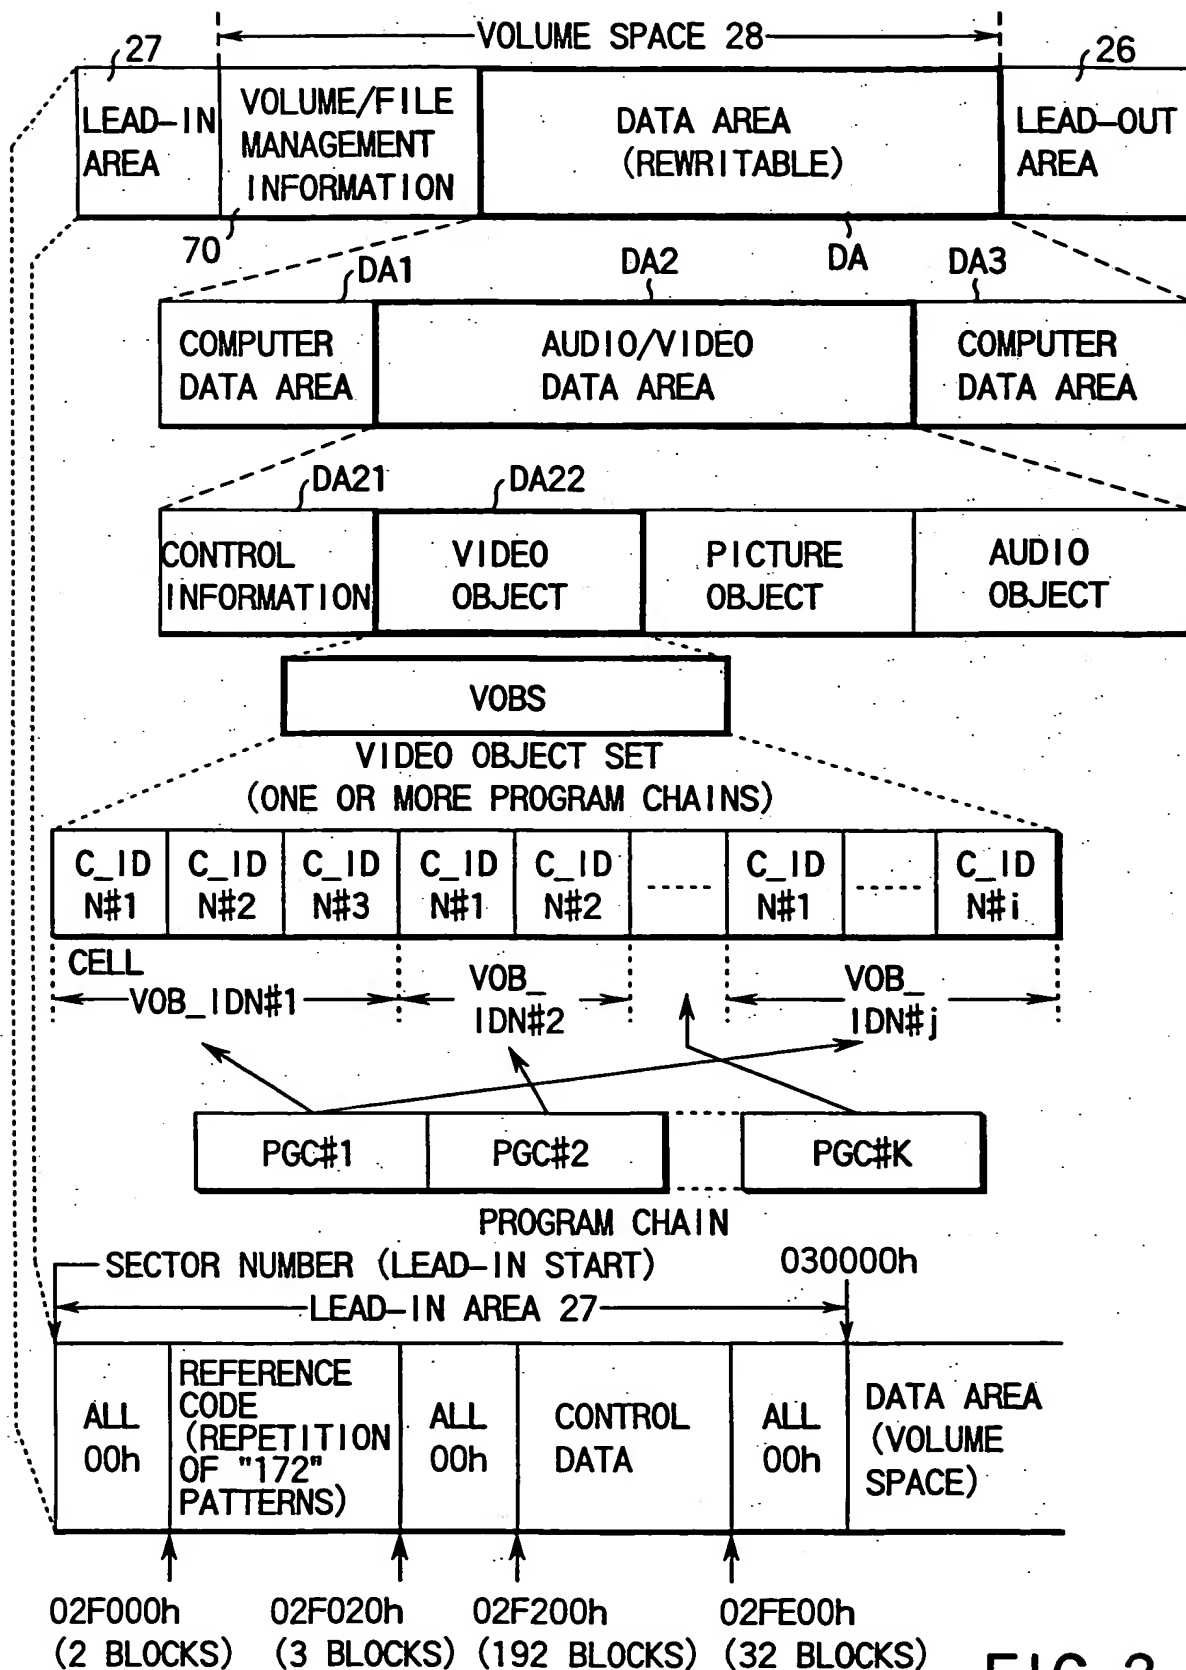 VOLUME SPACE 28
27
26
LEAD-IN AREA
VOLUME/FILE MANAGEMENT INFORMATION
DATA AREA (REWRITABLE)
LEAD-OUT AREA
70
DA
DA1
DA2
DA3
COMPUTER DATA AREA
AUDIO/VIDEO DATA AREA
COMPUTER DATA AREA
DA21
DA22
CONTROL INFORMATION
VIDEO OBJECT
PICTURE OBJECT
AUDIO OBJECT
VOBS
VIDEO OBJECT SET
(ONE OR MORE PROGRAM CHAINS)
C_ID N#1
C_ID N#2
C_ID N#3
C_ID N#1
C_ID N#2
C_ID N#1
C_ID N#i
CELL
VOB_IDN#1
VOB_ IDN#2
VOB_ IDN#j
PGC#1
PGC#2
PGC#K
PROGRAM CHAIN
SECTOR NUMBER (LEAD-IN START)
030000h
LEAD-IN AREA 27
ALL 00h
REFERENCE CODE (REPETITION OF "172" PATTERNS)
ALL 00h
CONTROL DATA
ALL 00h
DATA AREA (VOLUME SPACE)
02F000h (2 BLOCKS)
02F020h (3 BLOCKS)
02F200h (192 BLOCKS)
02FE00h (32 BLOCKS)